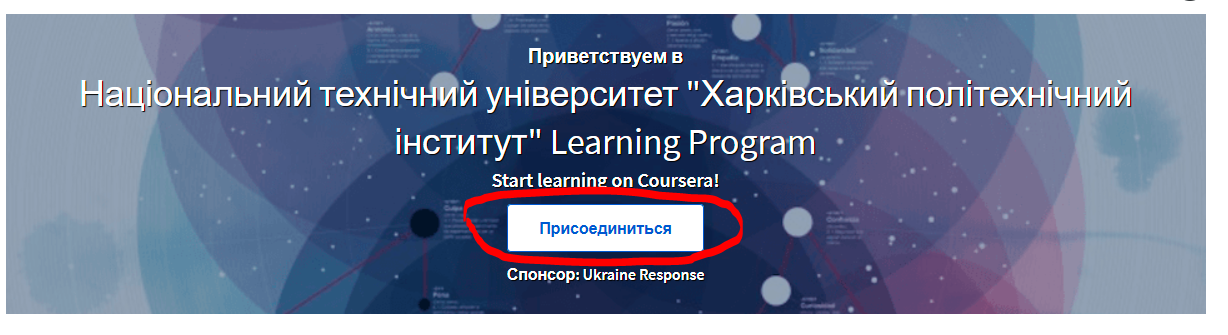 Приветствуем в
Національний технічний університет "Харківський політехнічний
інститут" Learning Program
Start learning on Coursera!
Присоединиться
Спонсор: Ukraine Response